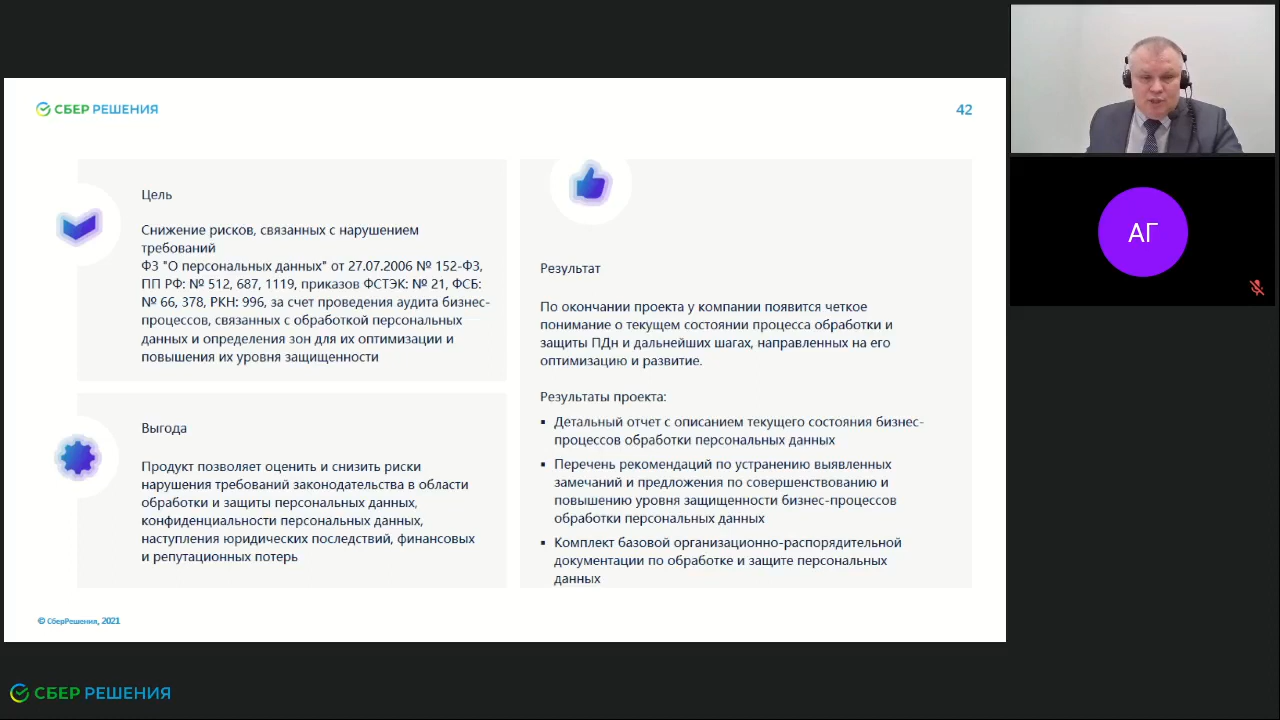 СБЕР РЕШЕНИЯ
42
Цель
Снижение рисков, связанных с нарушением
требований
ФЗ "О персональных данных" от 27.07.2006 № 152-ФЗ,
ПП РФ: № 512, 687, 1119, приказов ФСТЭК: № 21, ФСБ:
№ 66, 378, РКН: 996, за счет проведения аудита бизнес-
процессов, связанных с обработкой персональных
данных и определения зон для их оптимизации и
повышения их уровня защищенности
Выгода
Продукт позволяет оценить и снизить риски
нарушения требований законодательства в области
обработки и защиты персональных данных,
конфиденциальности персональных данных,
наступления юридических последствий, финансовых
и репутационных потерь
Результат
По окончании проекта у компании появится четкое
понимание о текущем состоянии процесса обработки и
защиты ПДн и дальнейших шагах, направленных на его
оптимизацию и развитие.
Результаты проекта:
▪ Детальный отчет с описанием текущего состояния бизнес-
процессов обработки персональных данных
▪ Перечень рекомендаций по устранению выявленных
замечаний и предложения по совершенствованию и
повышению уровня защищенности бизнес-процессов
обработки персональных данных
▪ Комплект базовой организационно-распорядительной
документации по обработке и защите персональных
данных
© СберРешения, 2021
АГ
СБЕР РЕШЕНИЯ